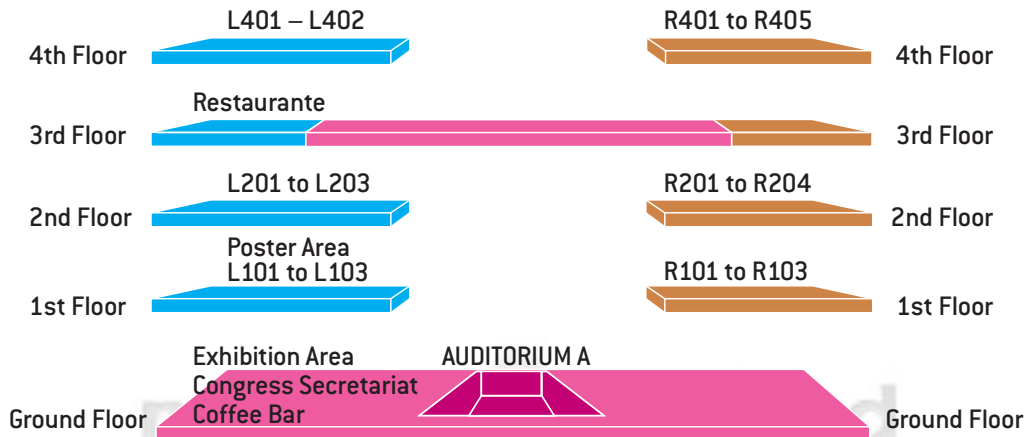 L401 – L402
R401 to R405
4th Floor
4th Floor
Restaurante
3rd Floor
3rd Floor
L201 to L203
R201 to R204
2nd Floor
2nd Floor
Poster Area
L101 to L103
R101 to R103
1st Floor
1st Floor
Exhibition Area
AUDITORIUM A
Congress Secretariat
Coffee Bar
Ground Floor
Ground Floor